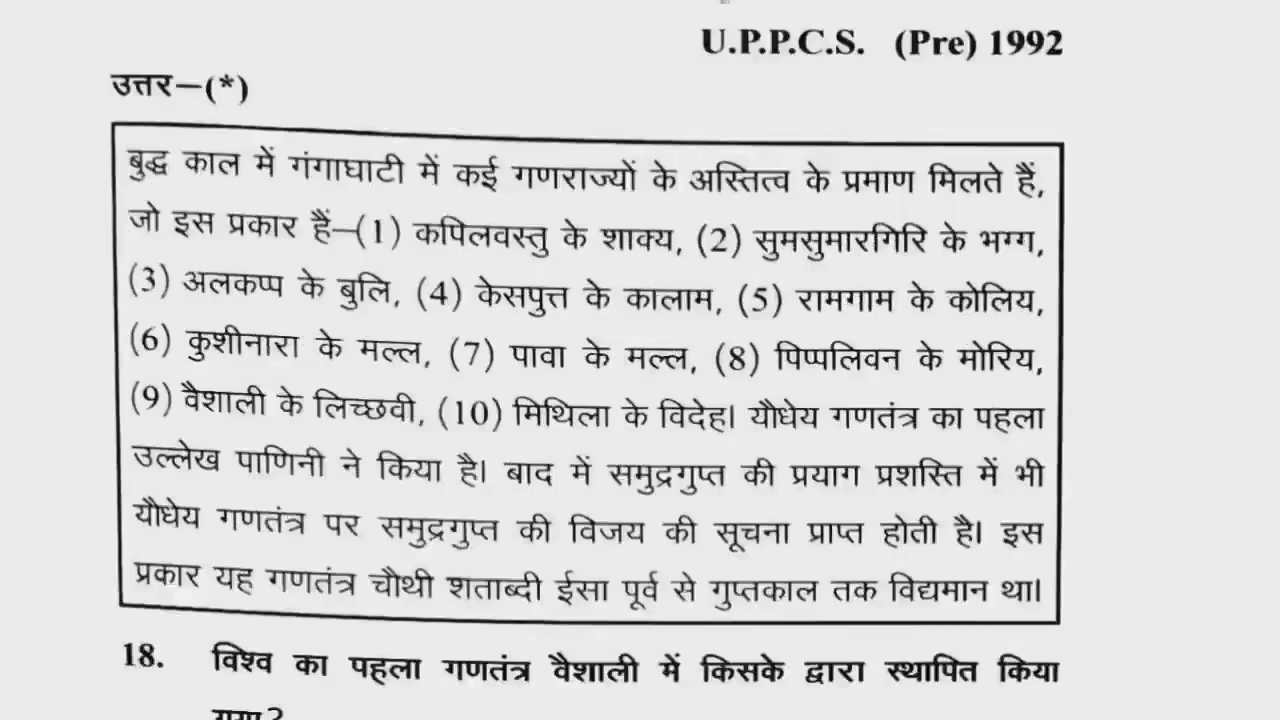 U.P.P.C.S. (Pre) 1992
उत्तर—(*)
बुद्ध काल में गंगाघाटी में कई गणराज्यों के अस्तित्व के प्रमाण मिलते हैं,
जो इस प्रकार हैं—(1) कपिलवस्तु के शाक्य, (2) सुमसुमारगिरि के भग्ग,
(3) अलकप्प के बुलि, (4) केसपुत्त के कालाम, (5) रामगाम के कोलिय,
(6) कुशीनारा के मल्ल, (7) पावा के मल्ल, (8) पिप्पलिवन के मोरिय,
(9) वैशाली के लिच्छवी, (10) मिथिला के विदेह। यौधेय गणतंत्र का पहला
उल्लेख पाणिनी ने किया है। बाद में समुद्रगुप्त की प्रयाग प्रशस्ति में भी
यौधेय गणतंत्र पर समुद्रगुप्त की विजय की सूचना प्राप्त होती है। इस
प्रकार यह गणतंत्र चौथी शताब्दी ईसा पूर्व से गुप्तकाल तक विद्यमान था।
18. विश्व का पहला गणतंत्र वैशाली में किसके द्वारा स्थापित किया
गया?